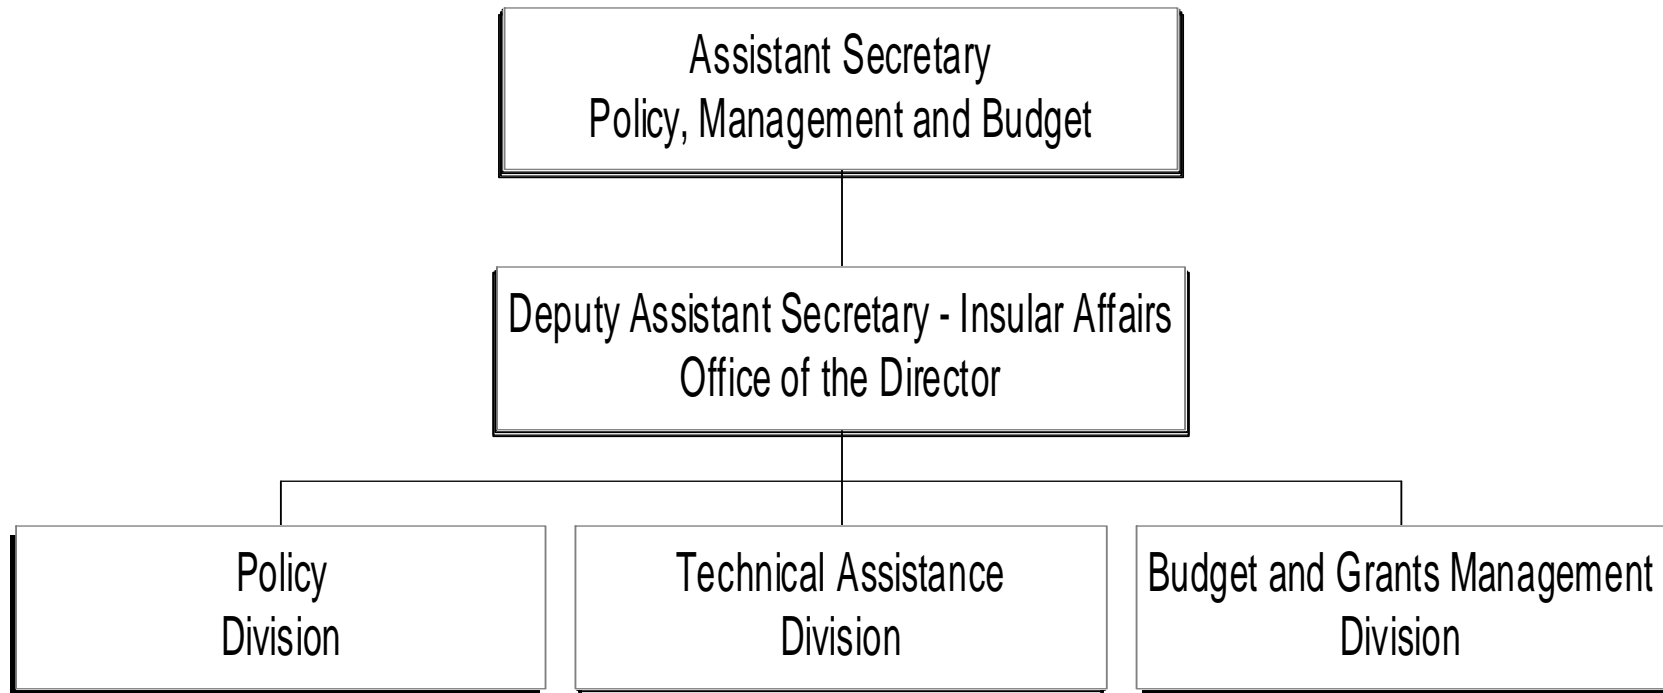 Assistant Secretary
Policy, Management and Budget
Deputy Assistant Secretary - Insular Affairs
Office of the Director
Policy
Division
Technical Assistance
Division
Budget and Grants Management
Division